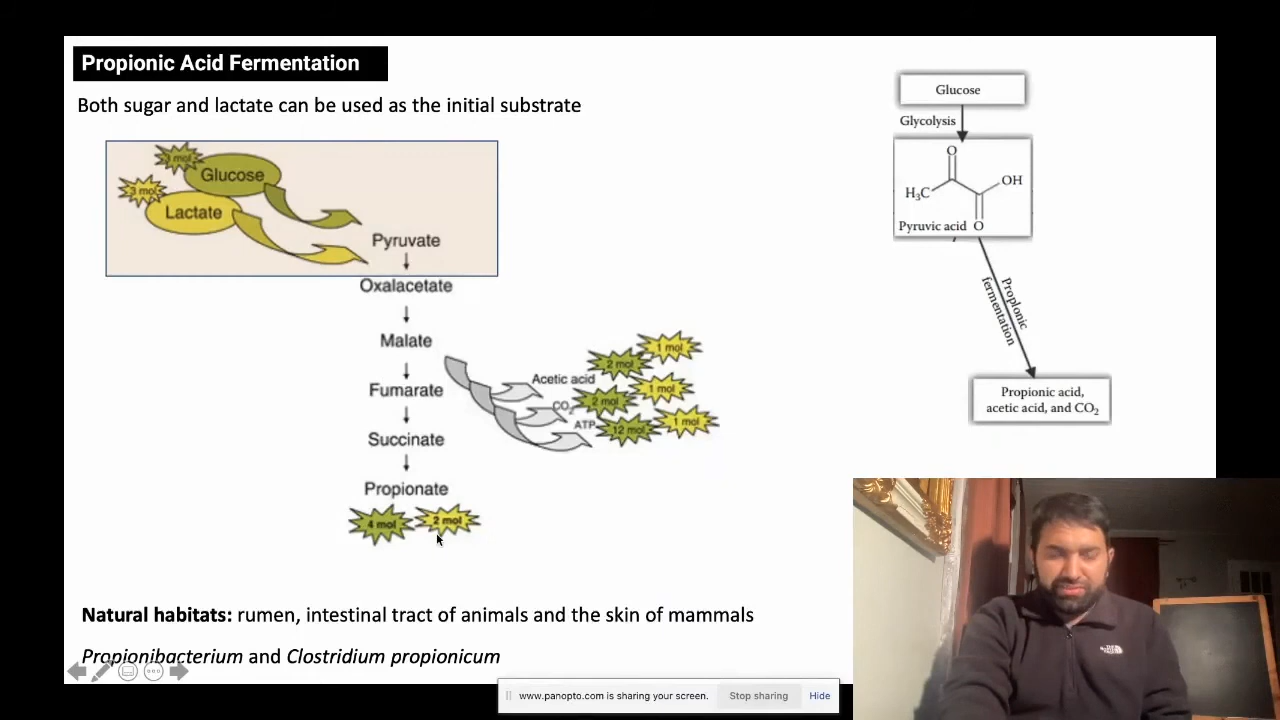 Propionic Acid Fermentation
Both sugar and lactate can be used as the initial substrate
3 mol
Glucose
3 mol
Lactate
Pyruvate
Oxalacetate
Malate
Fumarate
Succinate
Propionate
4 mol
2 mol
Acetic acid
2 mol
1 mol
CO2
2 mol
1 mol
ATP
12 mol
1 mol
Glucose
Glycolysis
O
OH
H3C
Pyruvic acid O
Propionic
fermentation
Propionic acid,
acetic acid, and CO2
Natural habitats: rumen, intestinal tract of animals and the skin of mammals
Propionibacterium and Clostridium propionicum
www.panopto.com is sharing your screen.
Stop sharing
Hide